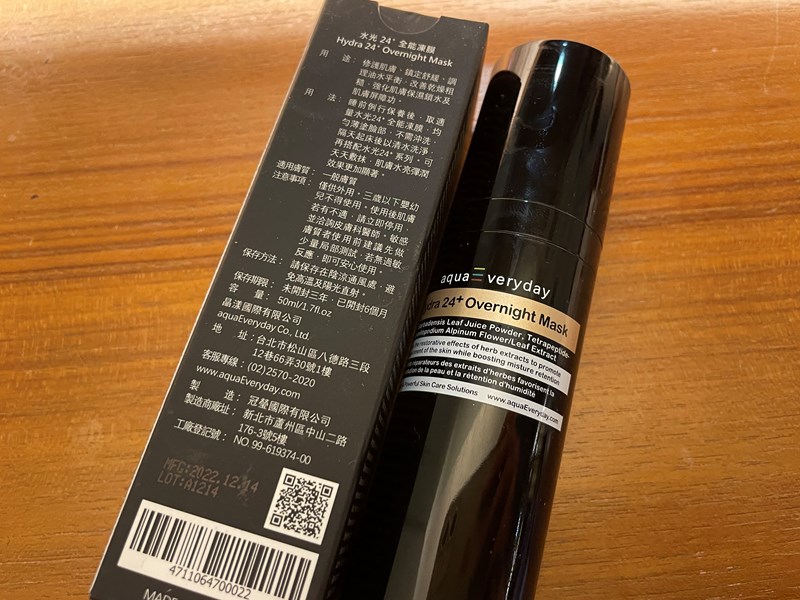 水光 24⁺ 全能凍膜
Hydra 24⁺ Overnight Mask
用　途：修護肌膚、鎮定舒緩，調
理油水平衡，改善乾燥粗
糙，強化肌膚保濕鎖水及
肌膚屏障功。
用　法：睡前例行保養後，取適
量水光24⁺全能凍膜，均
勻薄塗臉部，不需沖洗，
隔天起床後以清水洗淨，
再搭配水光24⁺系列。可
天天敷抹，肌膚水亮彈潤
效果更加顯著。
適用膚質：一般膚質
注意事項：僅供外用，三歲以下嬰幼
兒不得使用。使用後肌膚
若有不適，請立即停用，
並洽詢皮膚科醫師。敏感
膚質者使用前建議先做
少量局部測試，若無過敏
反應，即可安心使用。
保存方法：請保存在陰涼通風處，避
免高溫及陽光直射。
保存期限：未開封三年，已開封6個月
容　量：50ml/1.7fl.oz
晶漾國際有限公司
aquaEveryday Co., Ltd.
地　址：台北市松山區八德路三段
12巷66弄30號1樓
客服專線：(02)2570-2020
www.aquaEveryday.com
製　造：冠瑩國際有限公司
製造商廠址：新北市蘆洲區中山二路
176-3號5樓
工廠登記號：NO. 99-619374-00
MFG:2022.12.14
LOT:A1214
4711064700022
MADE
aquaEveryday
Hydra 24⁺ Overnight Mask
Leaf Juice Powder, Tetrapeptide-
Alpinum Flower/Leaf Extract
restorative effects of herb extracts to promote
of the skin while boosting moisture retention
réparateurs des extraits d'herbes favorisent la
de la peau et la rétention d'humidité
Powerful Skin Care Solutions www.aquaEveryday.com